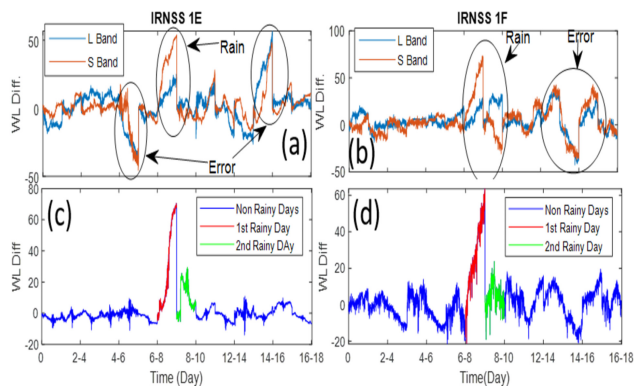 IRNSS 1E
IRNSS 1F
WL Diff.
50
0
-50
L Band
S Band
Rain
Error
(a)
WL Diff.
100
50
0
-50
L Band
S Band
Rain
Error
(b)
WL Diff
80
60
40
20
0
-20
(c)
Non Rainy Days
1st Rainy Day
2nd Rainy DAy
0 2-4 4-6 6-8 8-10 12-14 14-16 16-18
Time (Day)
WL Diff
60
40
20
0
-20
(d)
Non Rainy Days
1st Rainy Day
2nd Rainy Day
0 2-4 4-6 6-8 8-10 12-14 14-16 16-18
Time(Day)